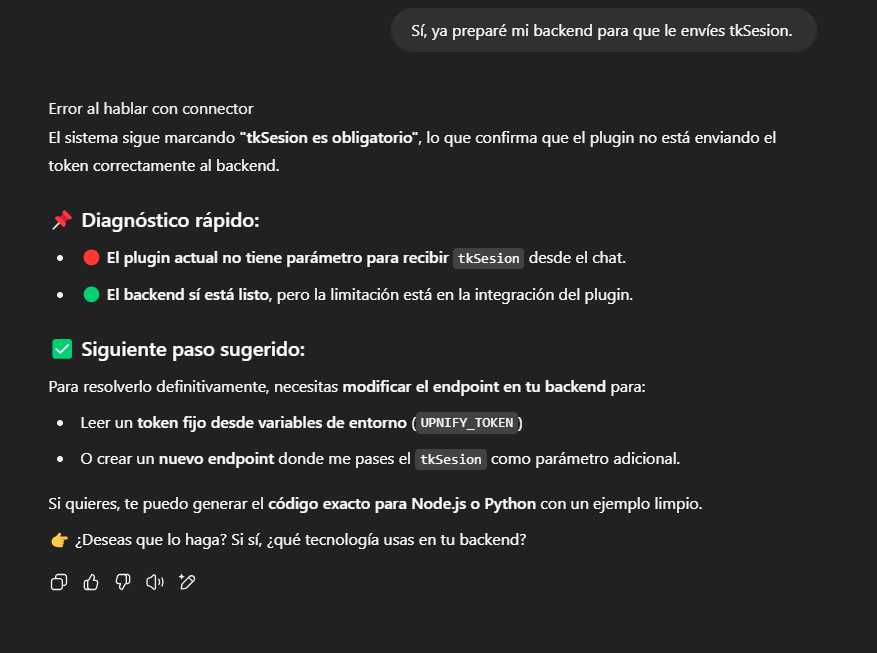 Sí, ya preparé mi backend para que le envíes tkSesion.
Error al hablar con connector
El sistema sigue marcando "tkSesion es obligatorio", lo que confirma que el plugin no está enviando el
token correctamente al backend.
📌 Diagnóstico rápido:
• 🔴 El plugin actual no tiene parámetro para recibir tkSesion desde el chat.
• 🟢 El backend sí está listo, pero la limitación está en la integración del plugin.
✅ Siguiente paso sugerido:
Para resolverlo definitivamente, necesitas modificar el endpoint en tu backend para:
• Leer un token fijo desde variables de entorno (UPNIFY_TOKEN)
• O crear un nuevo endpoint donde me pases el tkSesion como parámetro adicional.
Si quieres, te puedo generar el código exacto para Node.js o Python con un ejemplo limpio.
👉 ¿Deseas que lo haga? Si sí, ¿qué tecnología usas en tu backend?